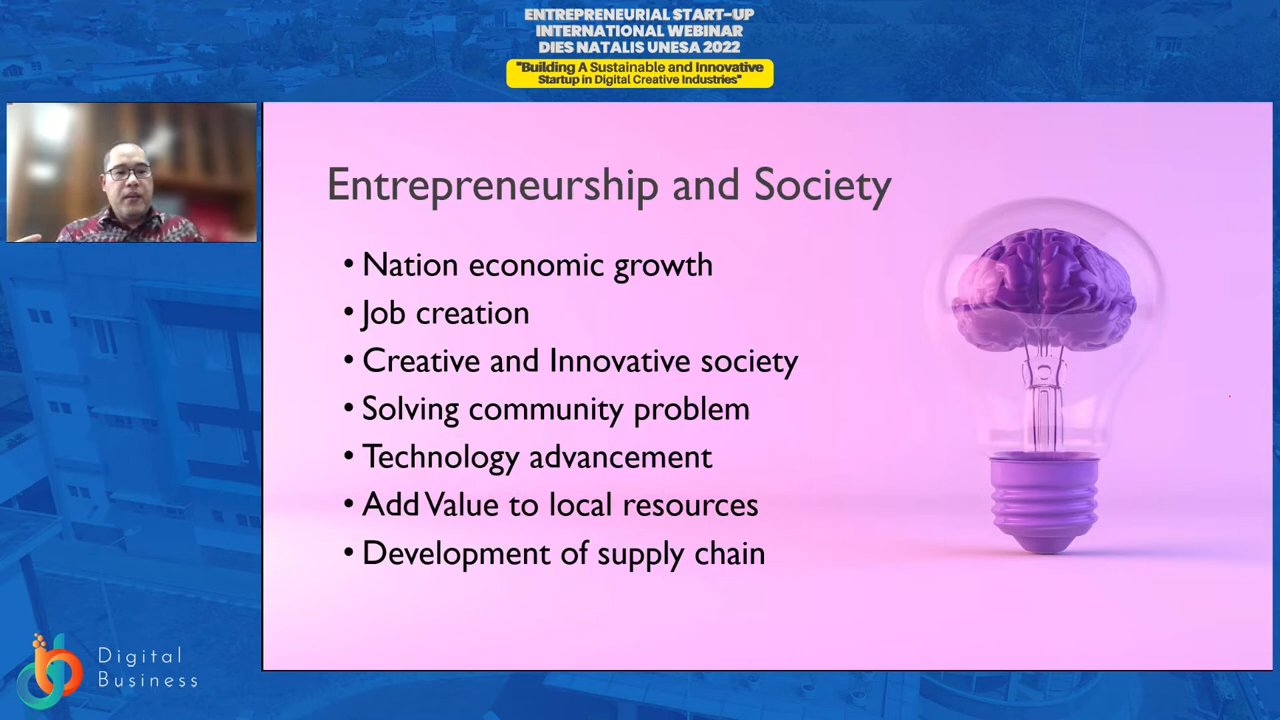 ENTREPRENEURIAL START-UP
INTERNATIONAL WEBINAR
DIES NATALIS UNESA 2022
"Building A Sustainable and Innovative
Startup in Digital Creative Industries"
Entrepreneurship and Society
• Nation economic growth
• Job creation
• Creative and Innovative society
• Solving community problem
• Technology advancement
• Add Value to local resources
• Development of supply chain
Digital
Business